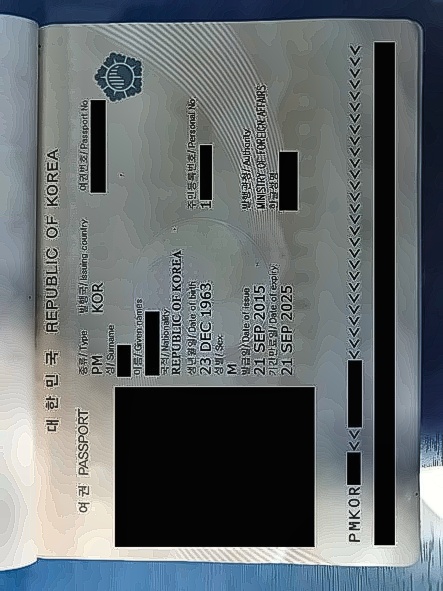 대한민국 REPUBLIC OF KOREA
여권 PASSPORT
종류/Type 발행국/Issuing country 여권번호/Passport No.
PM KOR
성/Surname
이름/Given names
국적/Nationality
REPUBLIC OF KOREA
생년월일/Date of birth 주민등록번호/Personal No.
23 DEC 1963 1
성별/Sex
M
발급일/Date of issue 발행관청/Authority
21 SEP 2015 MINISTRY OF FOREIGN AFFAIRS
기간만료일/Date of expiry 한글성명
21 SEP 2025
PMKOR